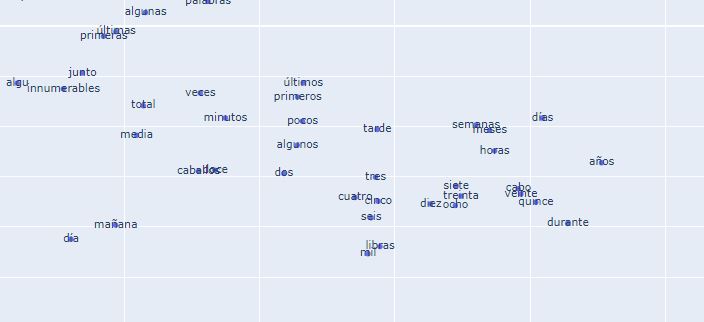 palabras
algunas
últimas
primeras
junto
algu
innumerables
últimos
veces
primeros
total
minutos
pocos
días
semanas
meses
tarde
media
algunos
horas
años
caballos
doce
dos
tres
siete
cabo
veinte
trenta
cuatro
cinco
quince
diez
ocho
seis
durante
mañana
día
libras
mil